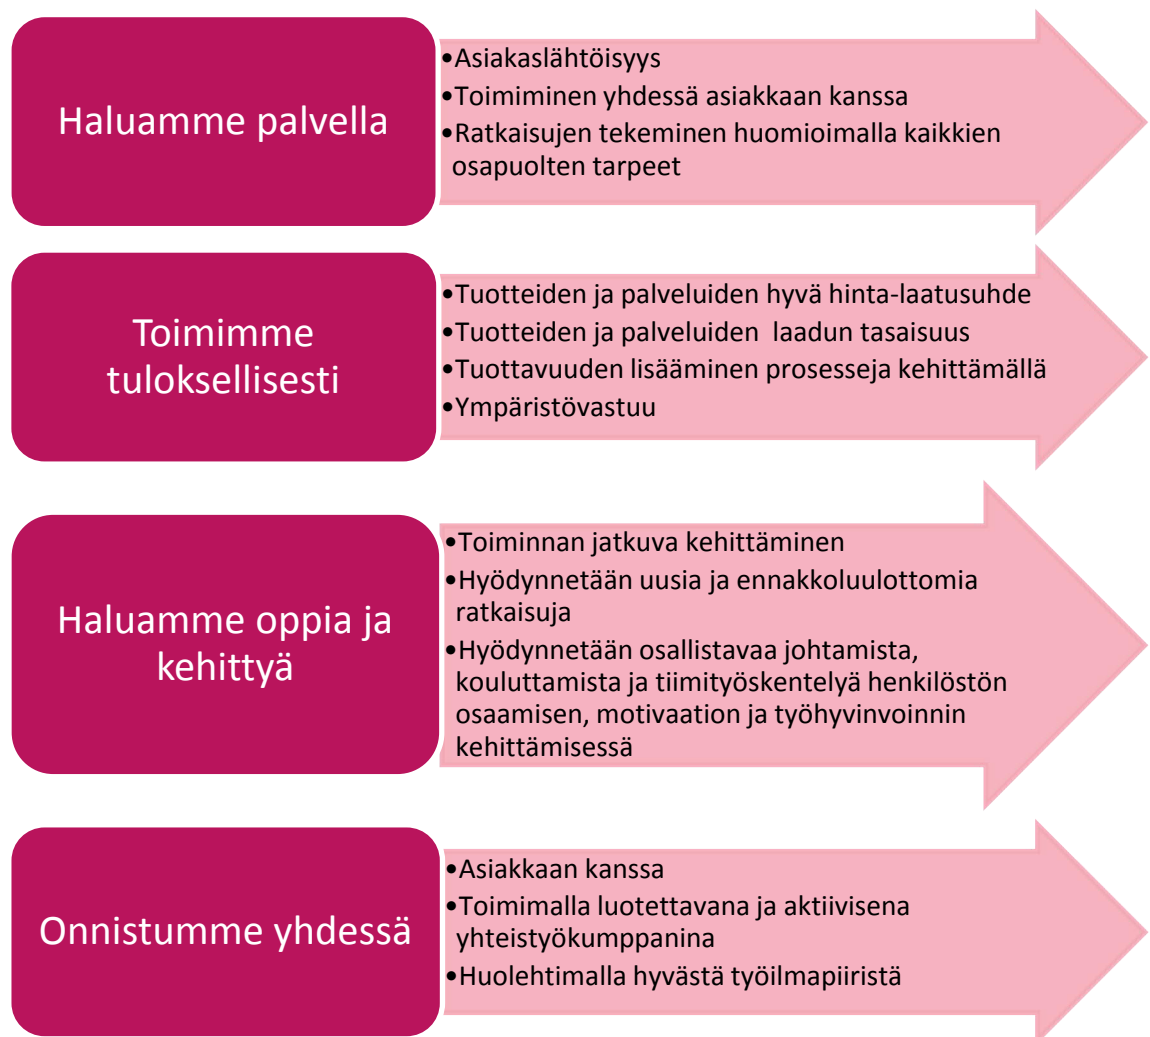 Haluamme palvella
•Asiakaslähtöisyys
•Toimiminen yhdessä asiakkaan kanssa
•Ratkaisujen tekeminen huomioimalla kaikkien
osapuolten tarpeet
Toimimme
tuloksellisesti
•Tuotteiden ja palveluiden hyvä hinta-laatusuhde
•Tuotteiden ja palveluiden laadun tasaisuus
•Tuottavuuden lisääminen prosesseja kehittämällä
•Ympäristövastuu
Haluamme oppia ja
kehittyä
•Toiminnan jatkuva kehittäminen
•Hyödynnetään uusia ja ennakkoluulottomia
ratkaisuja
•Hyödynnetään osallistavaa johtamista,
kouluttamista ja tiimityöskentelyä henkilöstön
osaamisen, motivaation ja työhyvinvoinnin
kehittämisessä
Onnistumme yhdessä
•Asiakkaan kanssa
•Toimimalla luotettavana ja aktiivisena
yhteistyökumppanina
•Huolehtimalla hyvästä työilmapiiristä